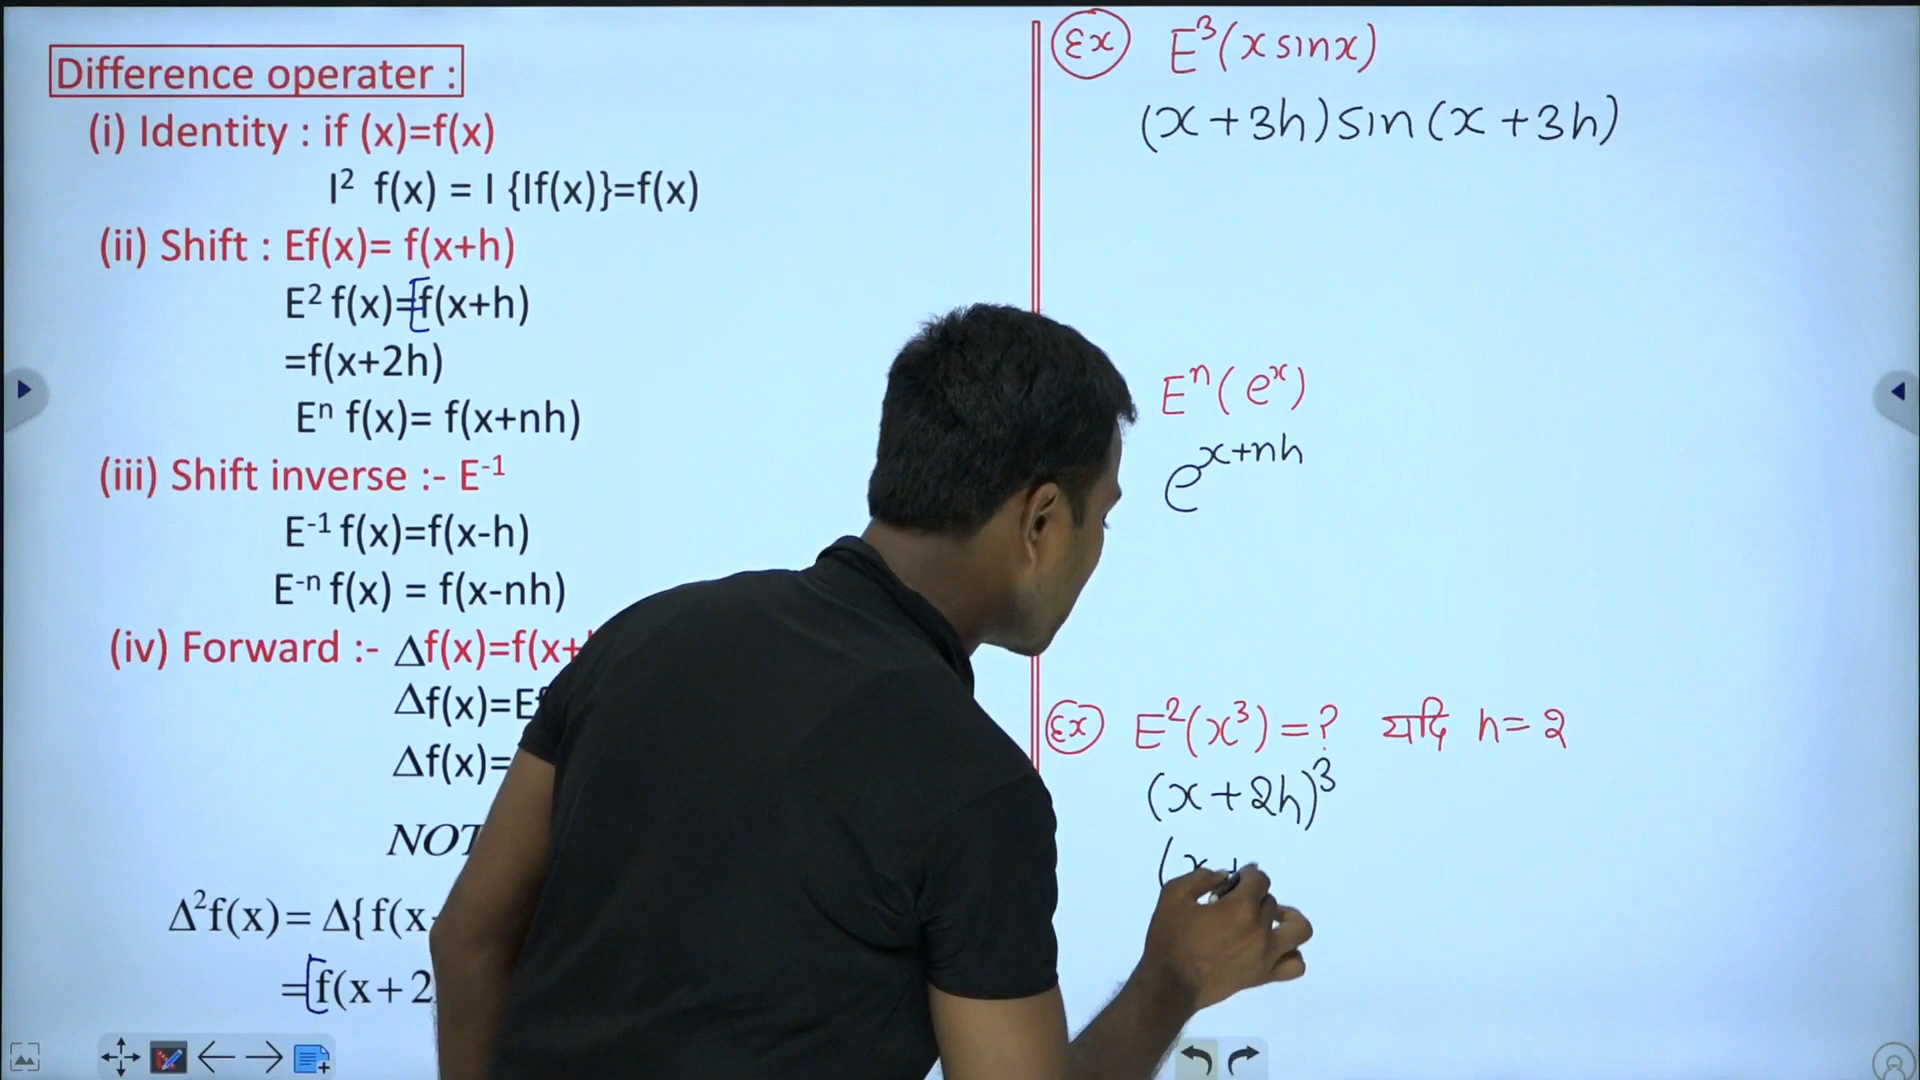 Difference operater :
(i) Identity : if (x)=f(x)
I² f(x) = I {If(x)}=f(x)
(ii) Shift : Ef(x)= f(x+h)
E² f(x)=[f(x+h)
=f(x+2h)
Eⁿ f(x)= f(x+nh)
(iii) Shift inverse :- E⁻¹
E⁻¹ f(x)=f(x-h)
E⁻ⁿ f(x) = f(x-nh)
(iv) Forward :- Δf(x)=f(x+
Δf(x)=E
Δf(x)=
NOT
Δ²f(x)= Δ{f(x
=[f(x+2
Ex E³(x sinx)
(x+3h) sin(x+3h)
Eⁿ(eˣ)
eˣ⁺ⁿʰ
Ex E²(x³)=? यदि h=2
(x+2h)³
(x+